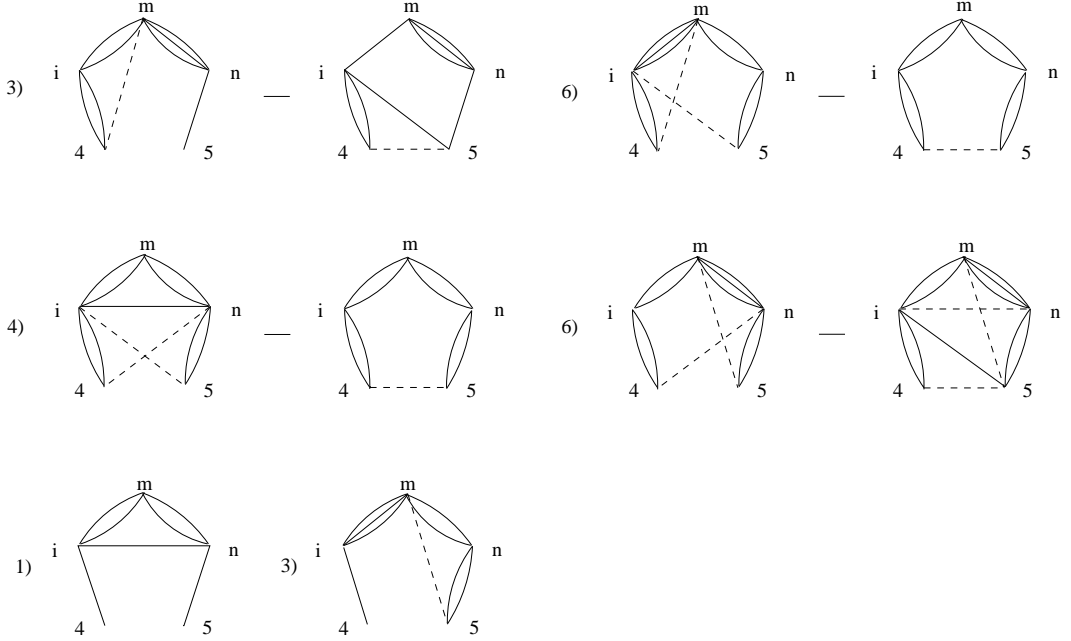 m m m m
i n i n i n i n
3) — 6) —
4 5 4 5 4 5 4 5
m m m m
i n i n i n i n
4) — 6) —
4 5 4 5 4 5 4 5
m m
i n i n
1) 3)
4 5 4 5